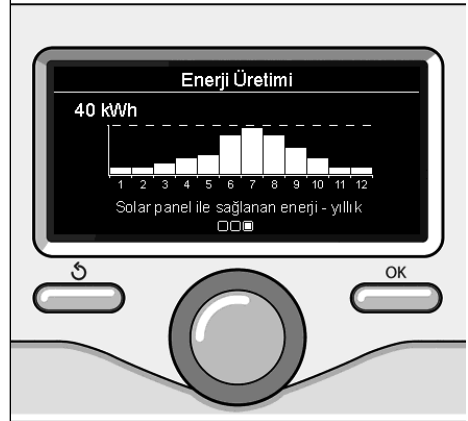 Enerji Üretimi
40 kWh
1 2 3 4 5 6 7 8 9 10 11 12
Solar panel ile sağlanan enerji - yıllık
OK